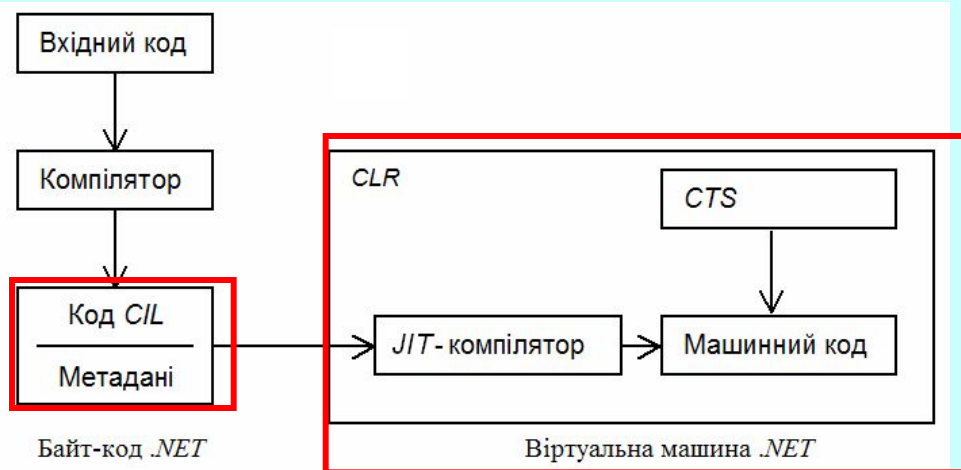 Вхідний код
Компілятор
CLR
CTS
Код CIL
Метадані
JIT- компілятор
Машинний код
Байт-код .NET
Віртуальна машина .NET